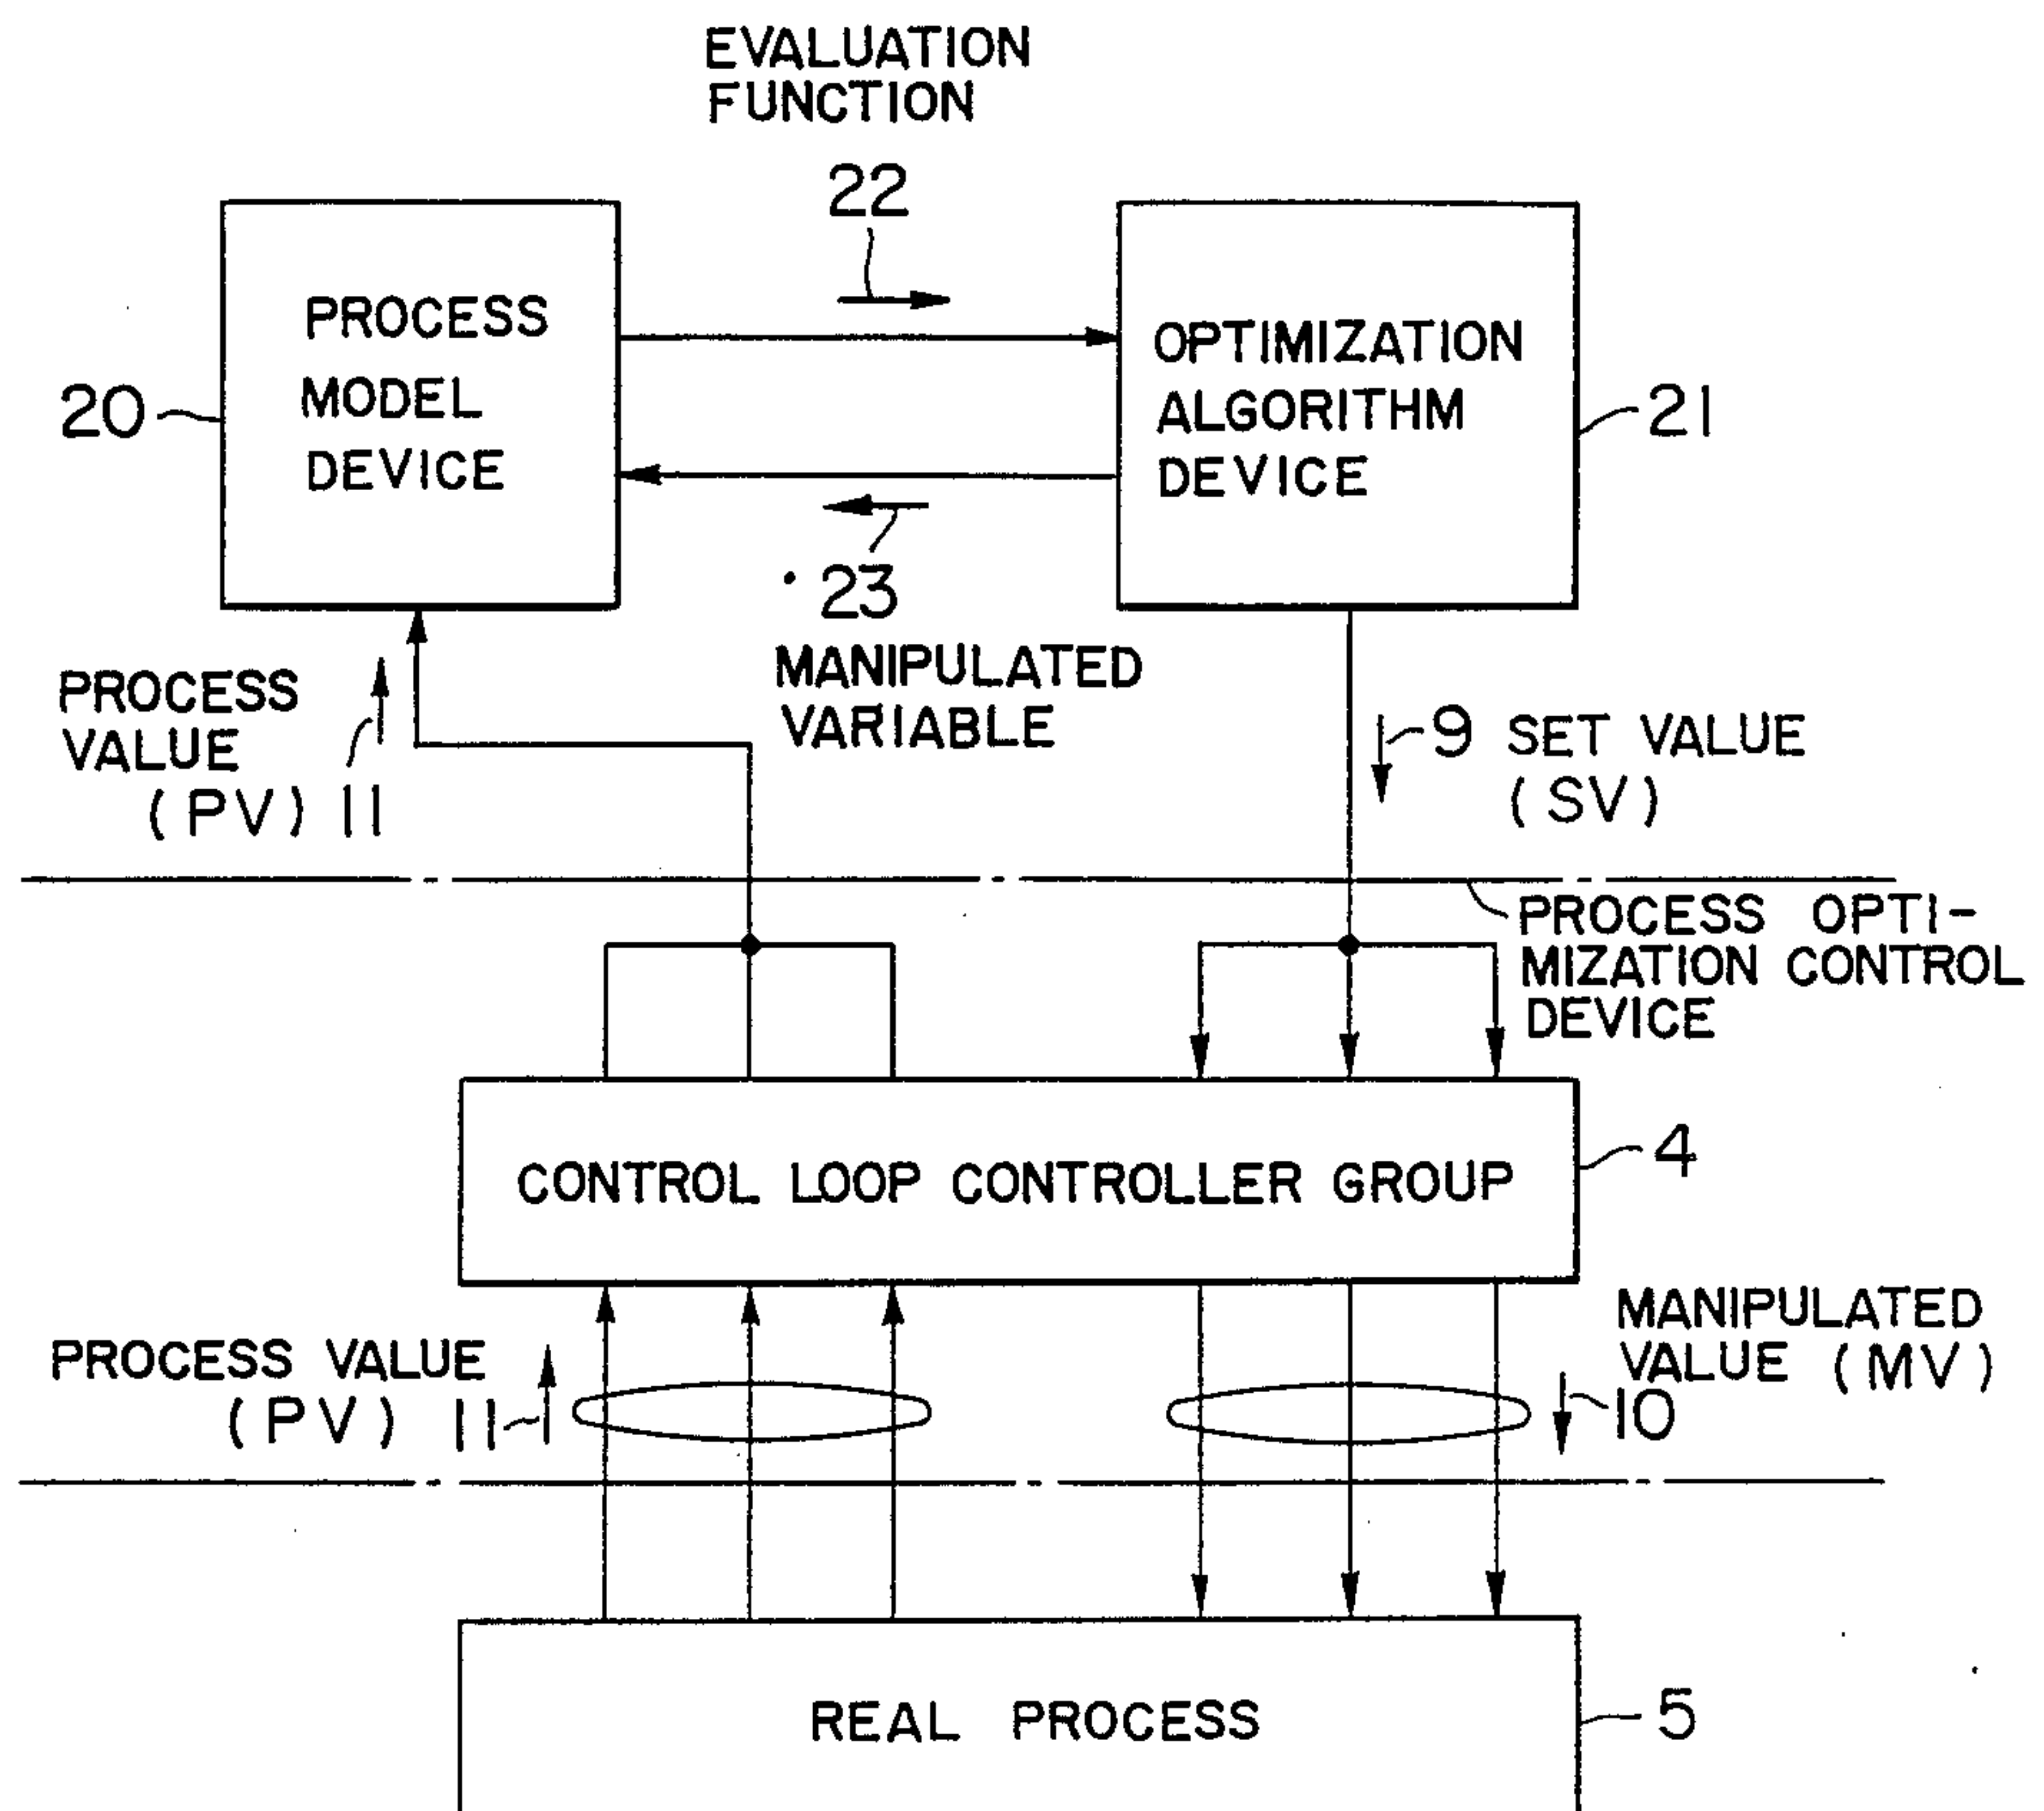 EVALUATION
FUNCTION
22
PROCESS
MODEL
DEVICE
20
OPTIMIZATION
ALGORITHM
DEVICE
21
23
MANIPULATED
VARIABLE
PROCESS
VALUE
(PV) 11
9 SET VALUE
(SV)
PROCESS OPTI-
MIZATION CONTROL
DEVICE
CONTROL LOOP CONTROLLER GROUP
4
PROCESS VALUE
(PV) 11
MANIPULATED
VALUE (MV)
10
REAL PROCESS
5